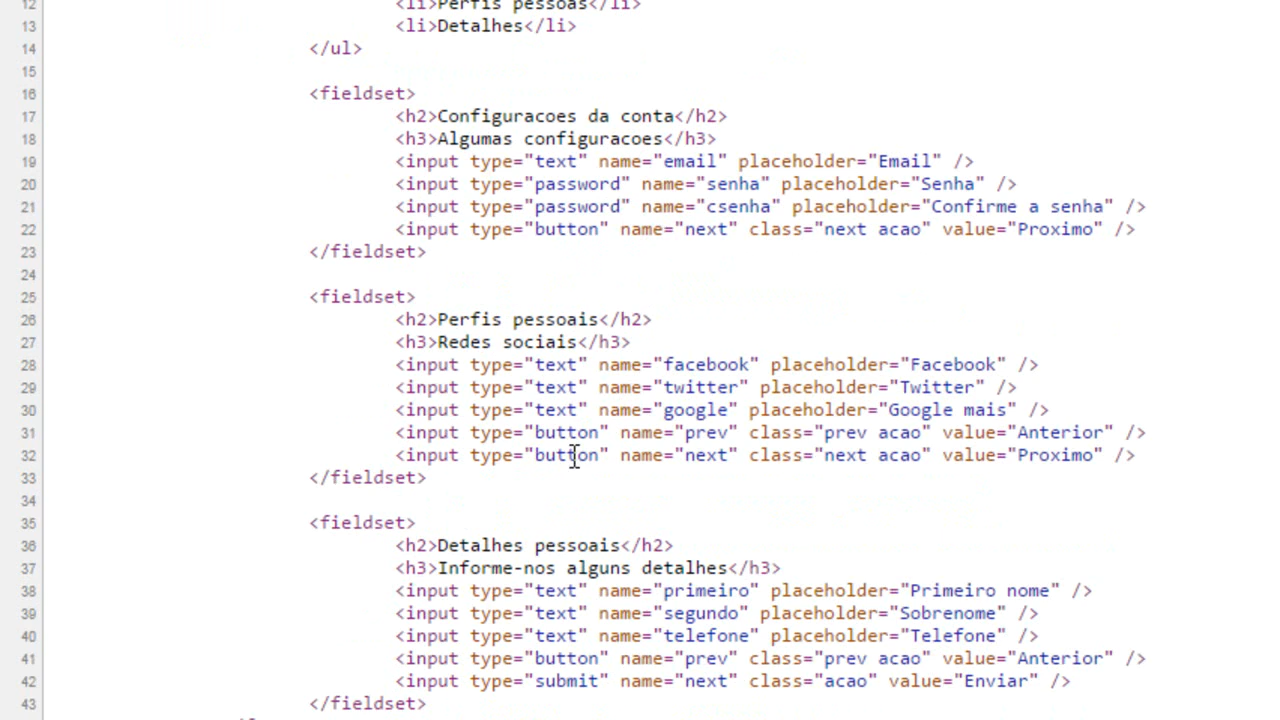 12 <li>Perfis pessoas</li>
13 <li>Detalhes</li>
14 </ul>
15
16 <fieldset>
17 <h2>Configuracoes da conta</h2>
18 <h3>Algumas configuracoes</h3>
19 <input type="text" name="email" placeholder="Email" />
20 <input type="password" name="senha" placeholder="Senha" />
21 <input type="password" name="csenha" placeholder="Confirme a senha" />
22 <input type="button" name="next" class="next acao" value="Proximo" />
23 </fieldset>
24
25 <fieldset>
26 <h2>Perfis pessoais</h2>
27 <h3>Redes sociais</h3>
28 <input type="text" name="facebook" placeholder="Facebook" />
29 <input type="text" name="twitter" placeholder="Twitter" />
30 <input type="text" name="google" placeholder="Google mais" />
31 <input type="button" name="prev" class="prev acao" value="Anterior" />
32 <input type="button" name="next" class="next acao" value="Proximo" />
33 </fieldset>
34
35 <fieldset>
36 <h2>Detalhes pessoais</h2>
37 <h3>Informe-nos alguns detalhes</h3>
38 <input type="text" name="primeiro" placeholder="Primeiro nome" />
39 <input type="text" name="segundo" placeholder="Sobrenome" />
40 <input type="text" name="telefone" placeholder="Telefone" />
41 <input type="button" name="prev" class="prev acao" value="Anterior" />
42 <input type="submit" name="next" class="acao" value="Enviar" />
43 </fieldset>